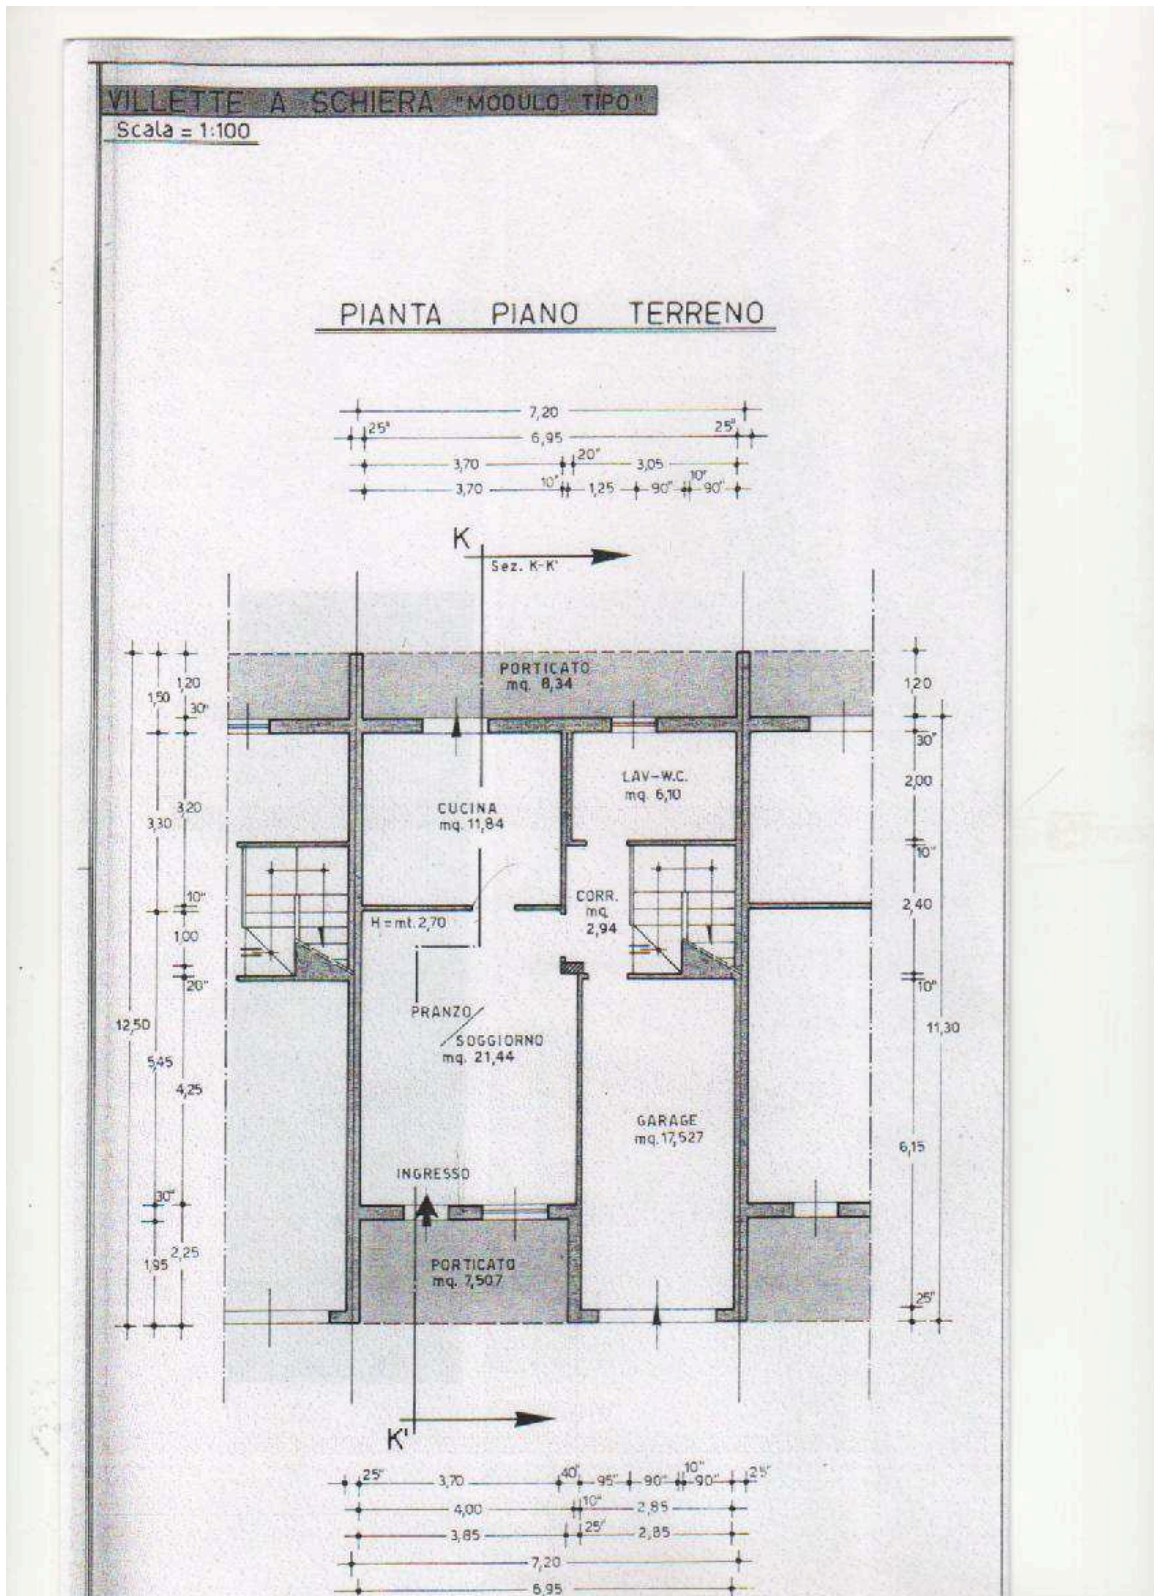 VILLETTE A SCHIERA "MODULO TIPO"
Scala = 1:100
PIANTA PIANO TERRENO
7,20
25" 6,95 25"
3,70 20" 3,05
3,70 10" 1,25 90" 10" 90"
K
Sez. K-K'
PORTICATO
mq. 8,34
1,50 1,20
30"
1,20
30"
LAV-W.C.
mq. 6,10
2,00
CUCINA
mq. 11,84
3,30 3,20
10"
CORR.
mq.
2,94
10"
2,40
H = mt. 2,70
1,00
20"
10"
PRANZO
SOGGIORNO
mq. 21,44
12,50
11,30
5,45
4,25
GARAGE
mq. 17,527
6,15
INGRESSO
30"
1,95 2,25
PORTICATO
mq. 7,507
25"
K'
25" 3,70 40" 95" 90" 10" 90" 25"
4,00 10" 2,85
3,85 25" 2,85
7,20
6,95